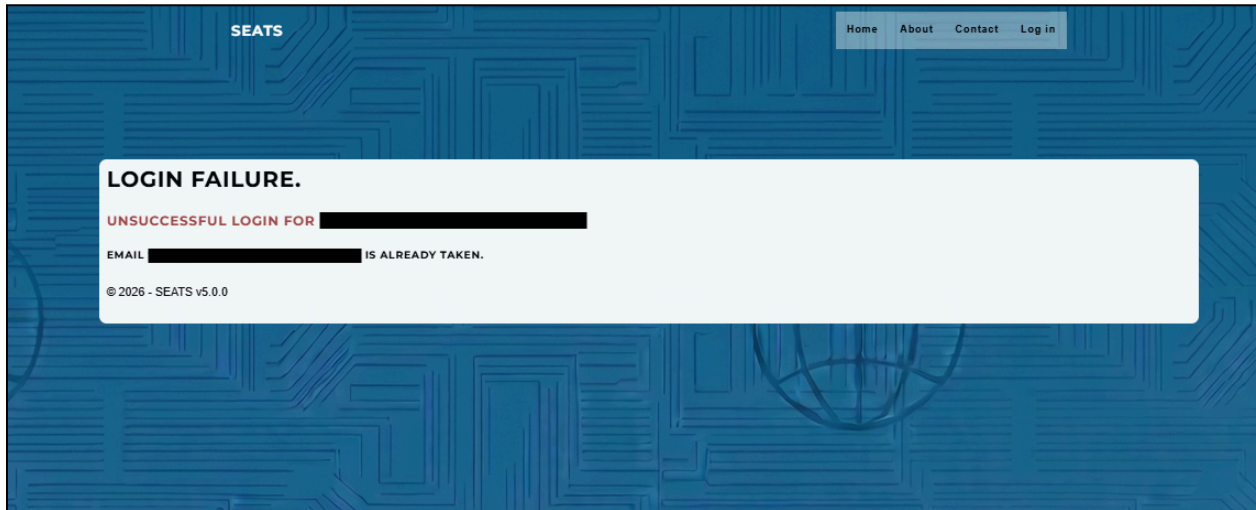 SEATS
Home About Contact Log in
LOGIN FAILURE.
UNSUCCESSFUL LOGIN FOR
EMAIL IS ALREADY TAKEN.
© 2026 - SEATS v5.0.0